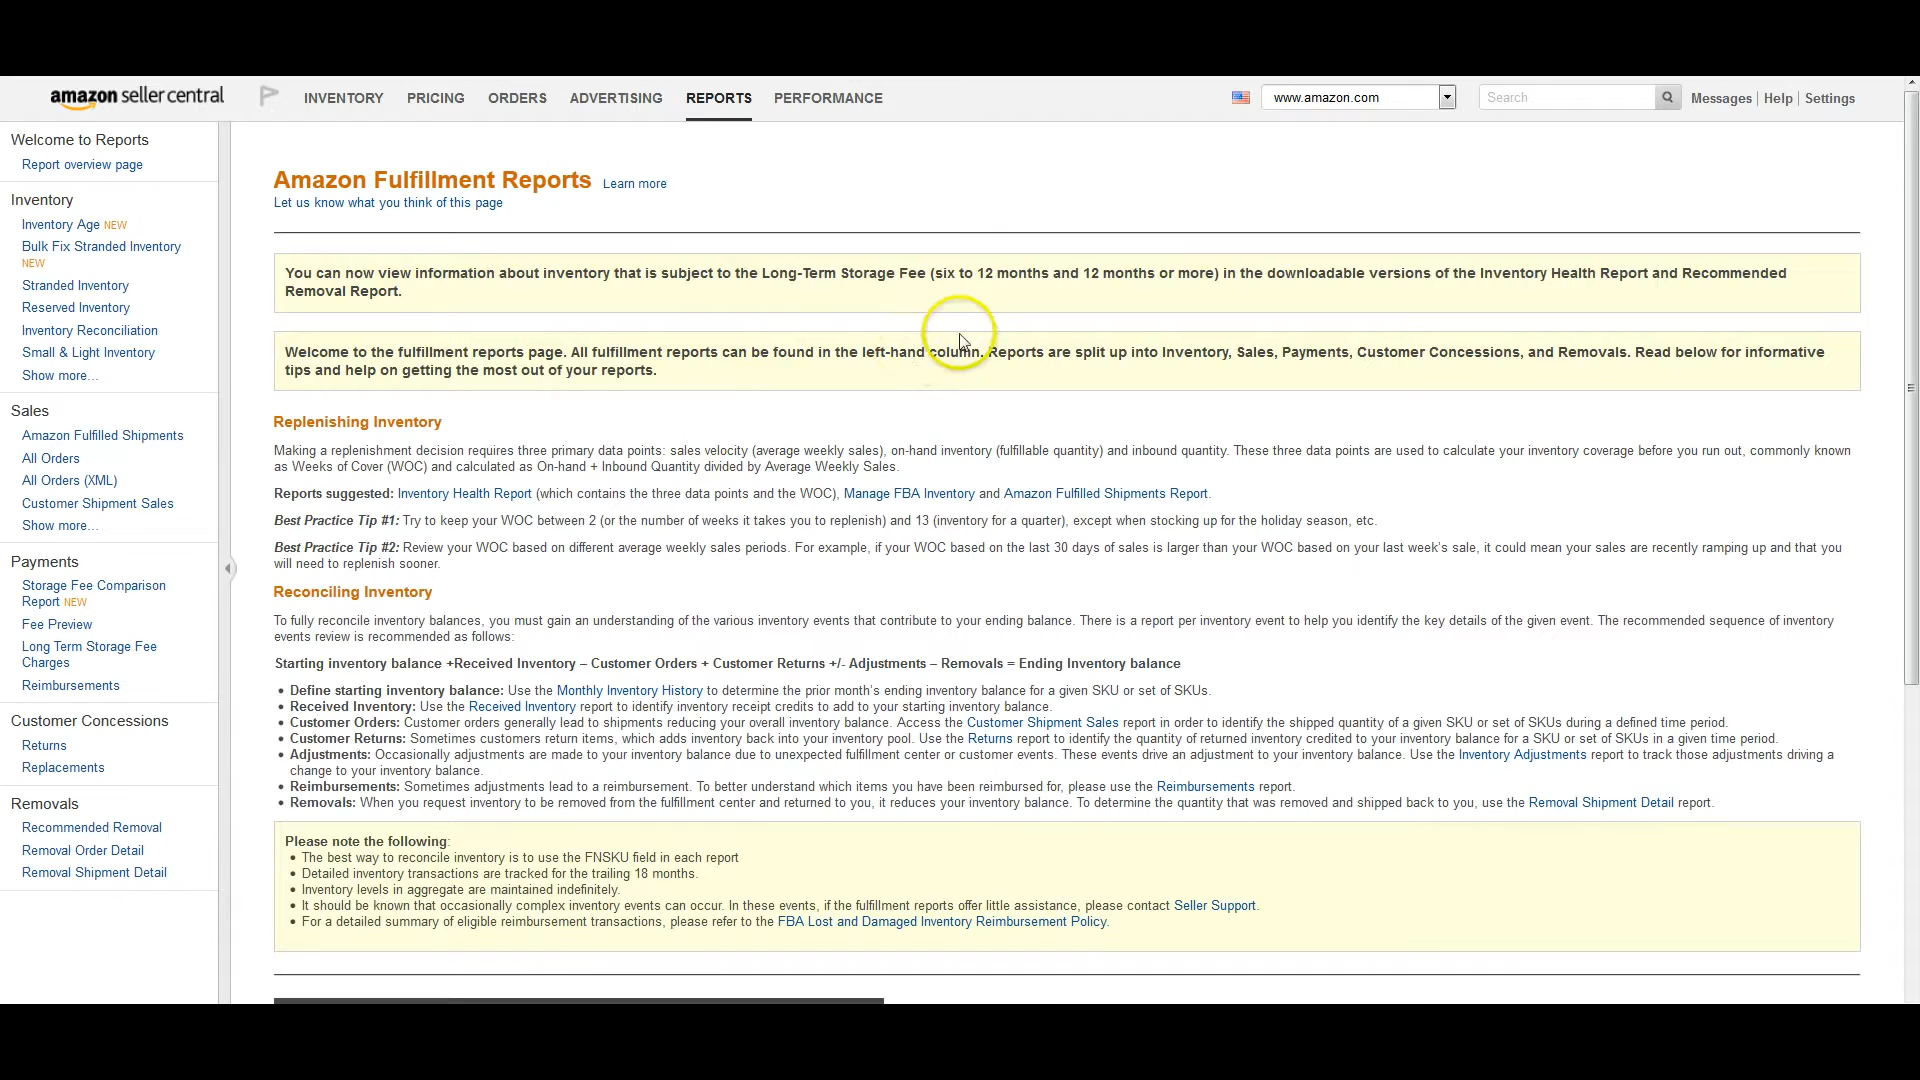 amazon seller central
INVENTORY PRICING ORDERS ADVERTISING REPORTS PERFORMANCE
www.amazon.com
Search
Messages | Help | Settings
Welcome to Reports
Report overview page
Inventory
Inventory Age NEW
Bulk Fix Stranded Inventory
NEW
Stranded Inventory
Reserved Inventory
Inventory Reconciliation
Small & Light Inventory
Show more...
Sales
Amazon Fulfilled Shipments
All Orders
All Orders (XML)
Customer Shipment Sales
Show more...
Payments
Storage Fee Comparison
Report NEW
Fee Preview
Long Term Storage Fee
Charges
Reimbursements
Customer Concessions
Returns
Replacements
Removals
Recommended Removal
Removal Order Detail
Removal Shipment Detail
Amazon Fulfillment Reports Learn more
Let us know what you think of this page
You can now view information about inventory that is subject to the Long-Term Storage Fee (six to 12 months and 12 months or more) in the downloadable versions of the Inventory Health Report and Recommended
Removal Report.
Welcome to the fulfillment reports page. All fulfillment reports can be found in the left-hand column. Reports are split up into Inventory, Sales, Payments, Customer Concessions, and Removals. Read below for informative
tips and help on getting the most out of your reports.
Replenishing Inventory
Making a replenishment decision requires three primary data points: sales velocity (average weekly sales), on-hand inventory (fulfillable quantity) and inbound quantity. These three data points are used to calculate your inventory coverage before you run out, commonly known
as Weeks of Cover (WOC) and calculated as On-hand + Inbound Quantity divided by Average Weekly Sales.
Reports suggested: Inventory Health Report (which contains the three data points and the WOC), Manage FBA Inventory and Amazon Fulfilled Shipments Report.
Best Practice Tip #1: Try to keep your WOC between 2 (or the number of weeks it takes you to replenish) and 13 (inventory for a quarter), except when stocking up for the holiday season, etc.
Best Practice Tip #2: Review your WOC based on different average weekly sales periods. For example, if your WOC based on the last 30 days of sales is larger than your WOC based on your last week's sale, it could mean your sales are recently ramping up and that you
will need to replenish sooner.
Reconciling Inventory
To fully reconcile inventory balances, you must gain an understanding of the various inventory events that contribute to your ending balance. There is a report per inventory event to help you identify the key details of the given event. The recommended sequence of inventory
events review is recommended as follows:
Starting inventory balance +Received Inventory – Customer Orders + Customer Returns +/- Adjustments – Removals = Ending Inventory balance
• Define starting inventory balance: Use the Monthly Inventory History to determine the prior month's ending inventory balance for a given SKU or set of SKUs.
• Received Inventory: Use the Received Inventory report to identify inventory receipt credits to add to your starting inventory balance.
• Customer Orders: Customer orders generally lead to shipments reducing your overall inventory balance. Access the Customer Shipment Sales report in order to identify the shipped quantity of a given SKU or set of SKUs during a defined time period.
• Customer Returns: Sometimes customers return items, which adds inventory back into your inventory pool. Use the Returns report to identify the quantity of returned inventory credited to your inventory balance for a SKU or set of SKUs in a given time period.
• Adjustments: Occasionally adjustments are made to your inventory balance due to unexpected fulfillment center or customer events. These events drive an adjustment to your inventory balance. Use the Inventory Adjustments report to track those adjustments driving a
change to your inventory balance.
• Reimbursements: Sometimes adjustments lead to a reimbursement. To better understand which items you have been reimbursed for, please use the Reimbursements report.
• Removals: When you request inventory to be removed from the fulfillment center and returned to you, it reduces your inventory balance. To determine the quantity that was removed and shipped back to you, use the Removal Shipment Detail report.
Please note the following:
• The best way to reconcile inventory is to use the FNSKU field in each report
• Detailed inventory transactions are tracked for the trailing 18 months.
• Inventory levels in aggregate are maintained indefinitely.
• It should be known that occasionally complex inventory events can occur. In these events, if the fulfillment reports offer little assistance, please contact Seller Support.
• For a detailed summary of eligible reimbursement transactions, please refer to the FBA Lost and Damaged Inventory Reimbursement Policy.